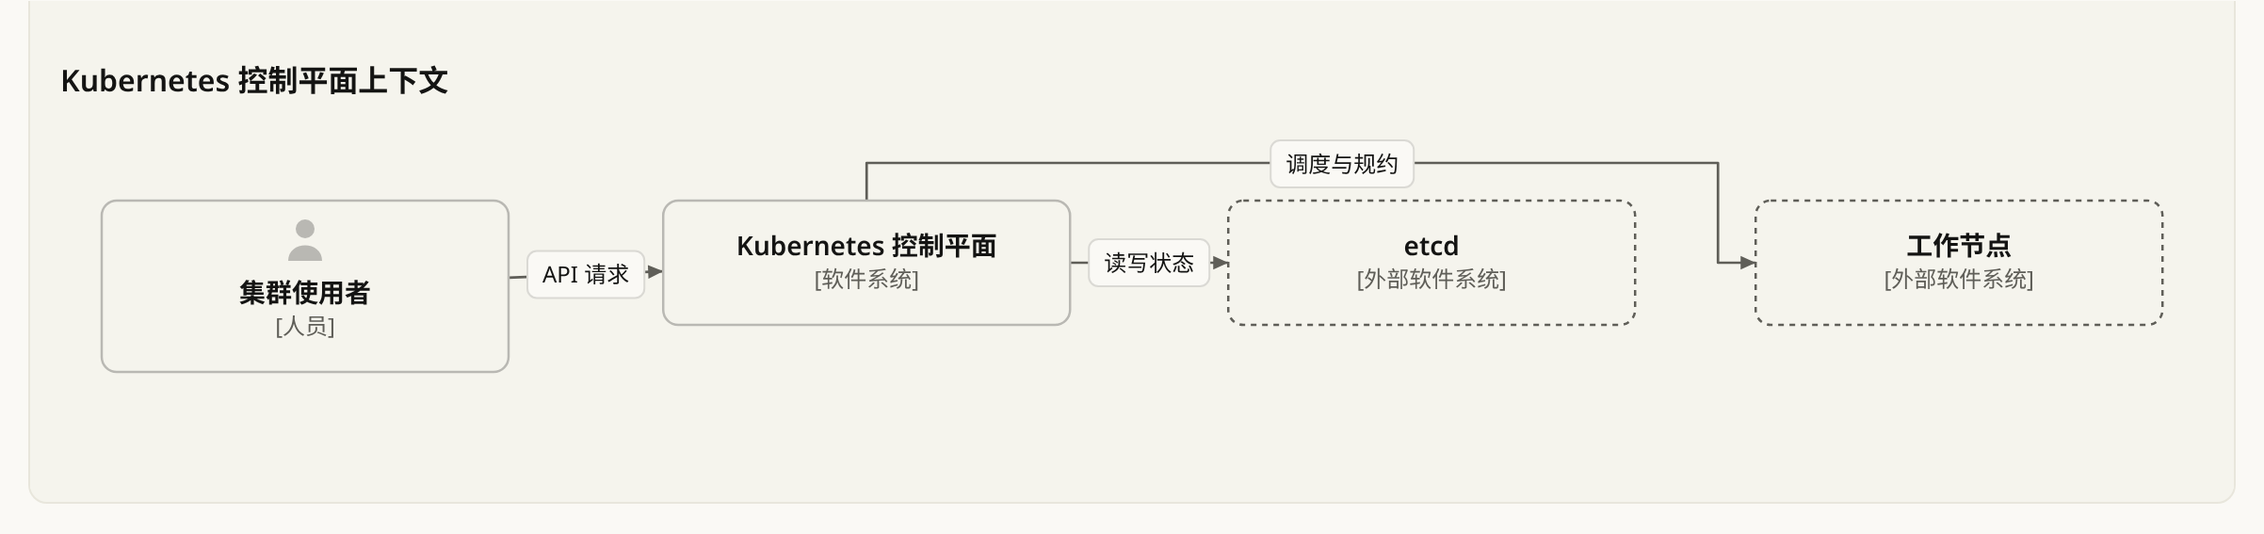 Kubernetes 控制平面上下文
调度与规约
集群使用者
[人员]
API 请求
Kubernetes 控制平面
[软件系统]
读写状态
etcd
[外部软件系统]
工作节点
[外部软件系统]